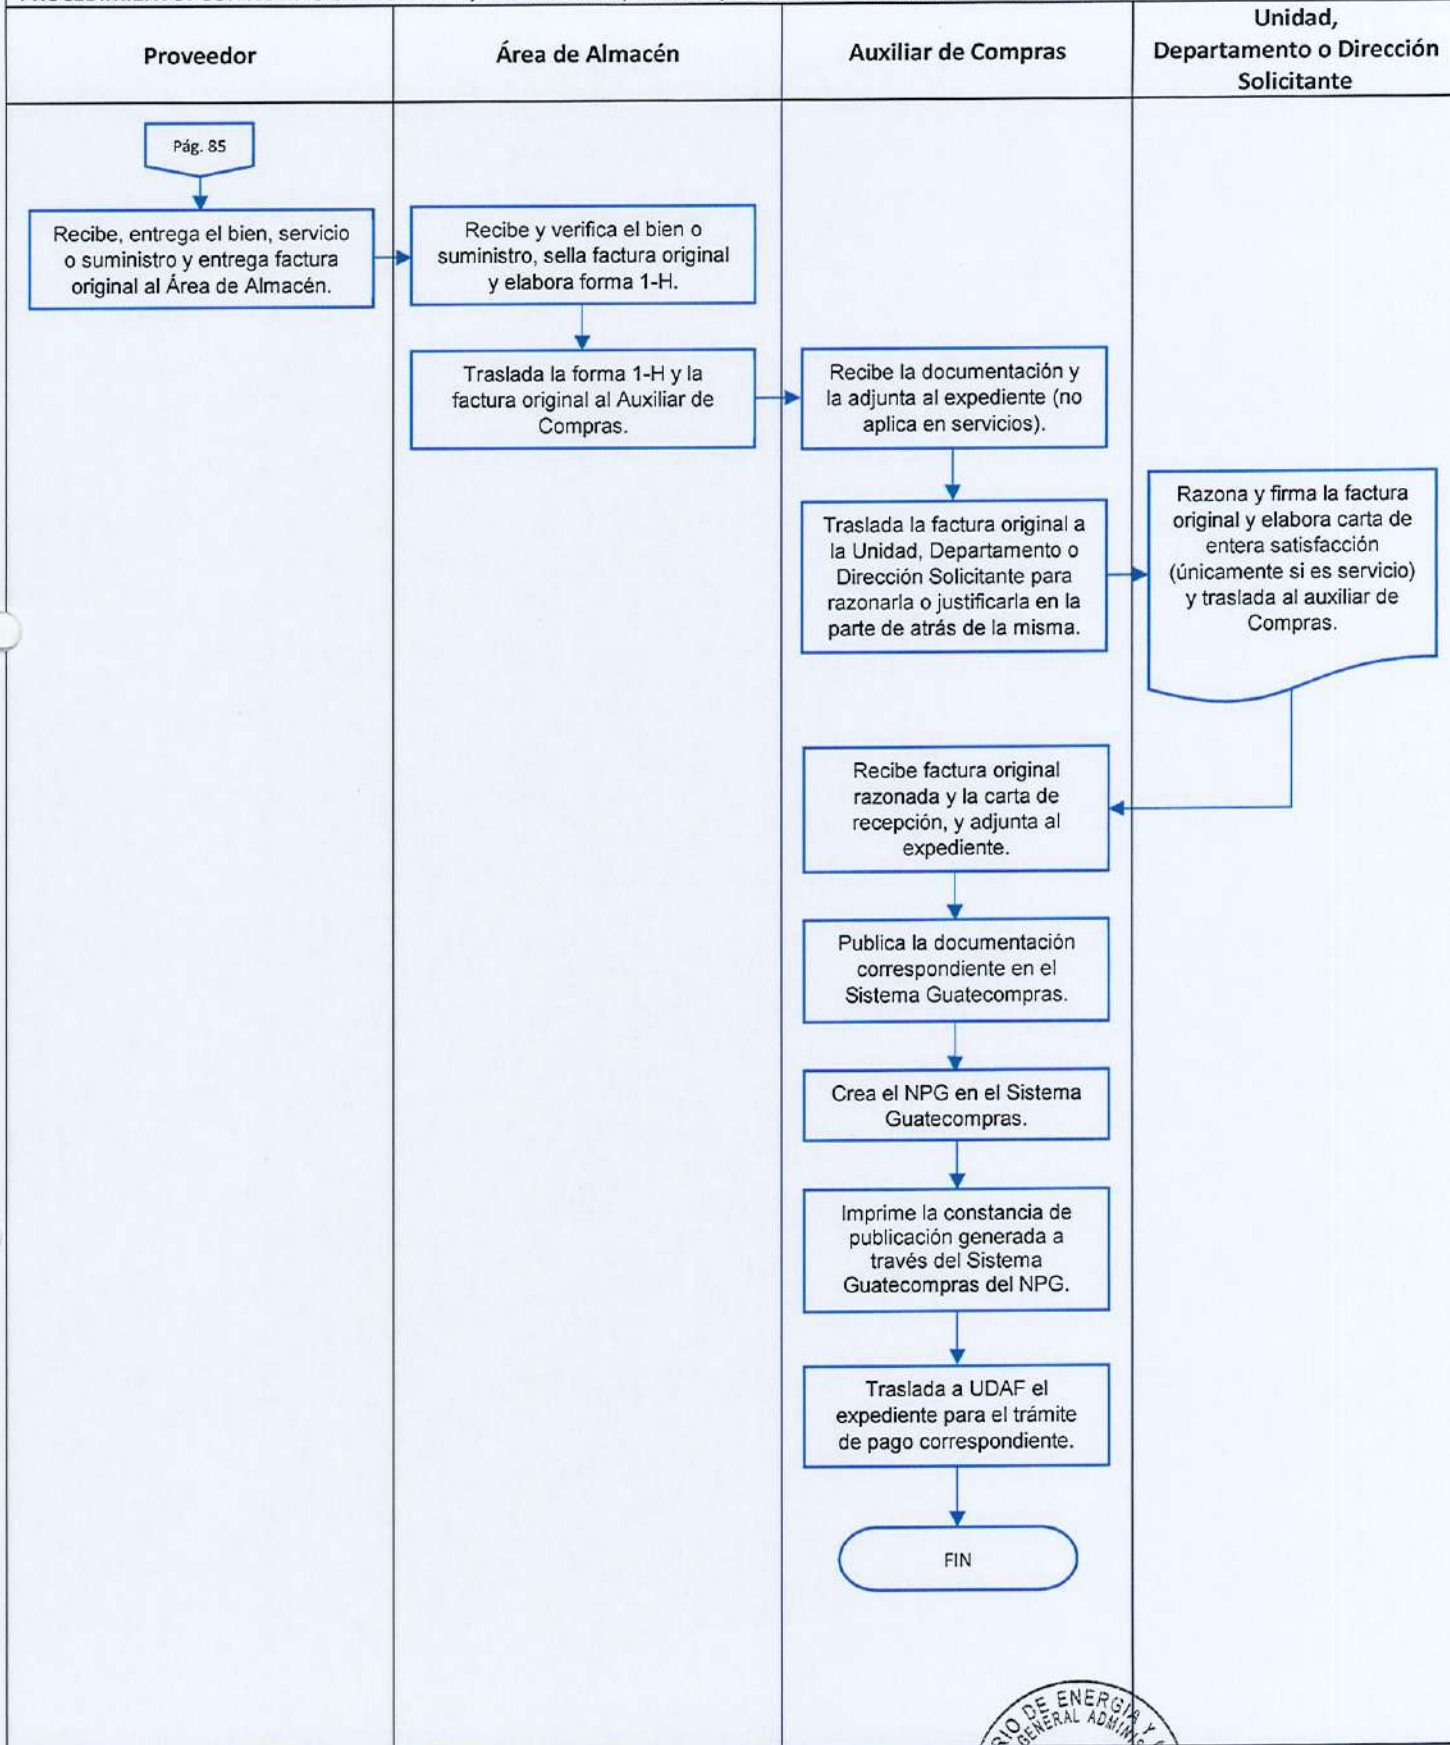 Proveedor
Área de Almacén
Auxiliar de Compras
Unidad,
Departamento o Dirección
Solicitante
Pág. 85
Recibe, entrega el bien, servicio
o suministro y entrega factura
original al Área de Almacén.
Recibe y verifica el bien o
suministro, sella factura original
y elabora forma 1-H.
Traslada la forma 1-H y la
factura original al Auxiliar de
Compras.
Recibe la documentación y
la adjunta al expediente (no
aplica en servicios).
Traslada la factura original a
la Unidad, Departamento o
Dirección Solicitante para
razonarla o justificarla en la
parte de atrás de la misma.
Razona y firma la factura
original y elabora carta de
entera satisfacción
(únicamente si es servicio)
y traslada al auxiliar de
Compras.
Recibe factura original
razonada y la carta de
recepción, y adjunta al
expediente.
Publica la documentación
correspondiente en el
Sistema Guatecompras.
Crea el NPG en el Sistema
Guatecompras.
Imprime la constancia de
publicación generada a
través del Sistema
Guatecompras del NPG.
Traslada a UDAF el
expediente para el trámite
de pago correspondiente.
FIN
DE ENERGIA Y
GENERAL